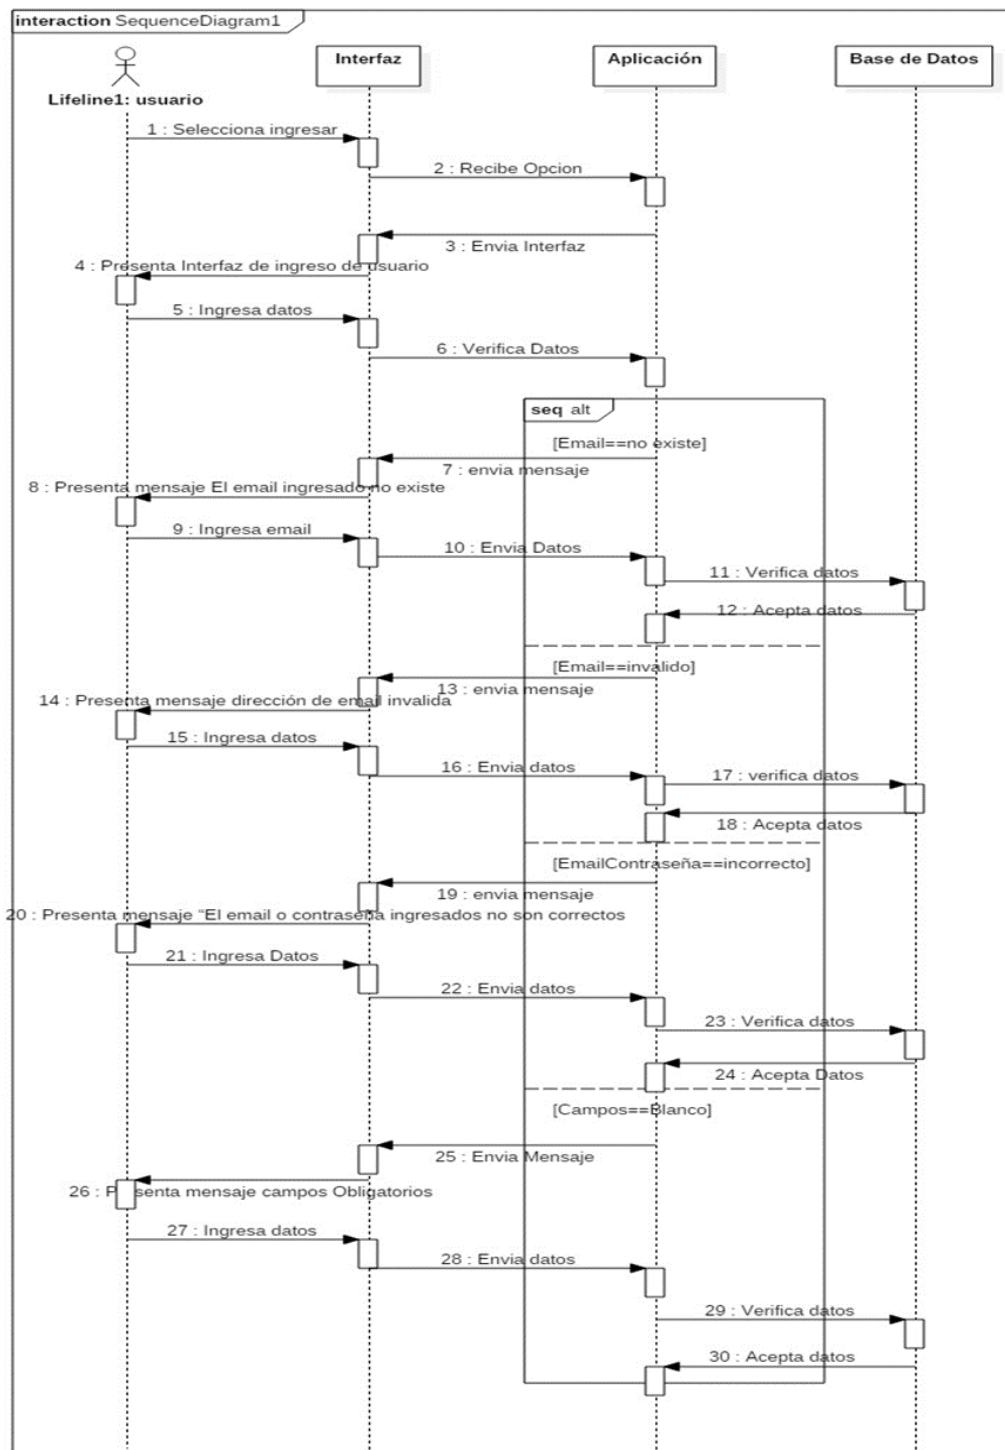 interaction SequenceDiagram1
Interfaz
Aplicación
Base de Datos
Lifeline1: usuario
1 : Selecciona ingresar
2 : Recibe Opcion
3 : Envia Interfaz
4 : Presenta Interfaz de ingreso de usuario
5 : Ingresa datos
6 : Verifica Datos
seq alt
[Email==no existe]
7 : envia mensaje
8 : Presenta mensaje El email ingresado no existe
9 : Ingresa email
10 : Envia Datos
11 : Verifica datos
12 : Acepta datos
[Email==invalido]
13 : envia mensaje
14 : Presenta mensaje dirección de email invalida
15 : Ingresa datos
16 : Envia datos
17 : verifica datos
18 : Acepta datos
[EmailContraseña==incorrecto]
19 : envia mensaje
20 : Presenta mensaje “El email o contraseña ingresados no son correctos
21 : Ingresa Datos
22 : Envia datos
23 : Verifica datos
24 : Acepta Datos
[Campos==Blanco]
25 : Envia Mensaje
26 : Presenta mensaje campos Obligatorios
27 : Ingresa datos
28 : Envia datos
29 : Verifica datos
30 : Acepta datos